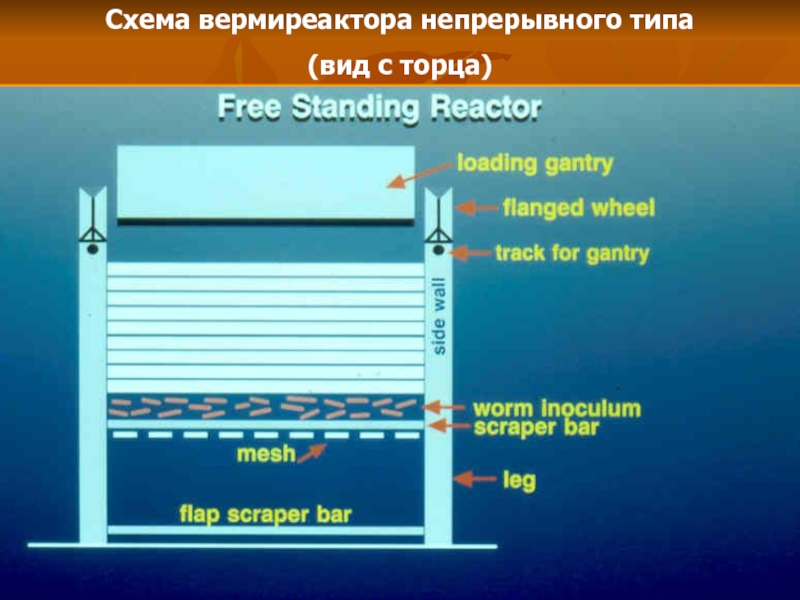 Схема вермиреактора непрерывного типа
(вид с торца)
Free Standing Reactor
loading gantry
flanged wheel
track for gantry
side wall
worm inoculum
scraper bar
mesh
leg
flap scraper bar